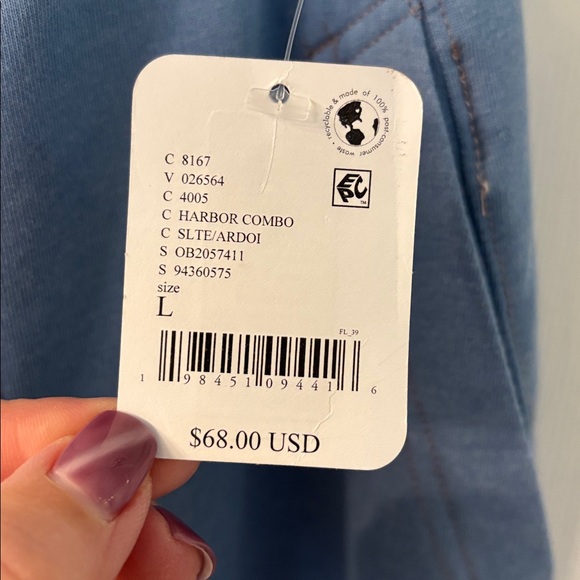 recyclable & made of 100% post-consumer waste •
EEPC™
C 8167
V 026564
C 4005
C HARBOR COMBO
C SLTE/ARDOI
S OB2057411
S 94360575
size
L
FL_39
1 98451 09441 6
$68.00 USD